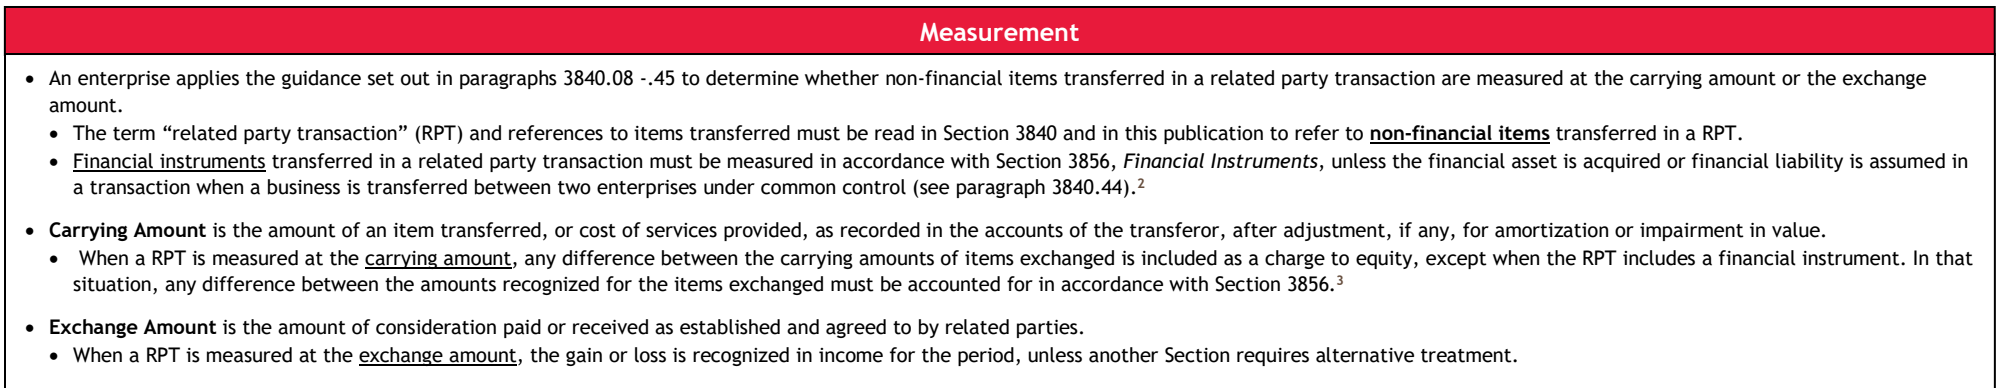 Measurement
• An enterprise applies the guidance set out in paragraphs 3840.08 -.45 to determine whether non-financial items transferred in a related party transaction are measured at the carrying amount or the exchange
amount.
• The term “related party transaction” (RPT) and references to items transferred must be read in Section 3840 and in this publication to refer to non-financial items transferred in a RPT.
• Financial instruments transferred in a related party transaction must be measured in accordance with Section 3856, Financial Instruments, unless the financial asset is acquired or financial liability is assumed in
a transaction when a business is transferred between two enterprises under common control (see paragraph 3840.44).²
• Carrying Amount is the amount of an item transferred, or cost of services provided, as recorded in the accounts of the transferor, after adjustment, if any, for amortization or impairment in value.
• When a RPT is measured at the carrying amount, any difference between the carrying amounts of items exchanged is included as a charge to equity, except when the RPT includes a financial instrument. In that
situation, any difference between the amounts recognized for the items exchanged must be accounted for in accordance with Section 3856.³
• Exchange Amount is the amount of consideration paid or received as established and agreed to by related parties.
• When a RPT is measured at the exchange amount, the gain or loss is recognized in income for the period, unless another Section requires alternative treatment.